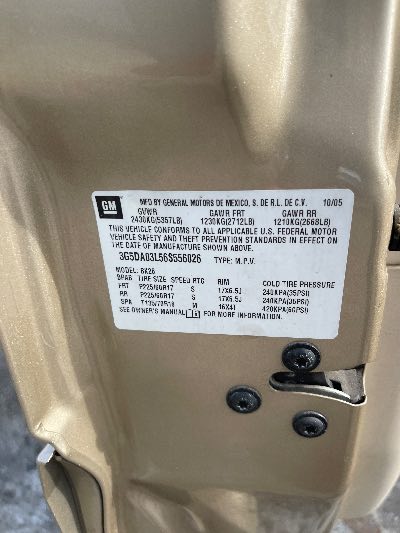 GM
MFD BY GENERAL MOTORS DE MEXICO, S. DE R.L. DE C.V. 10/05
GVWR GAWR FRT GAWR RR
2430KG(5357LB) 1230KG(2712LB) 1210KG(2668LB)
THIS VEHICLE CONFORMS TO ALL APPLICABLE U.S. FEDERAL MOTOR
VEHICLE SAFETY AND THEFT PREVENTION STANDARDS IN EFFECT ON
THE DATE OF MANUFACTURE SHOWN ABOVE.
3G5DA03L56S556026 TYPE: M.P.V.
MODEL: BX26
TIRE SIZE SPEED RTG RIM COLD TIRE PRESSURE
FRT P225/60R17 S 17X6.5J 240KPA(35PSI)
RR P225/60R17 S 17X6.5J 240KPA(35PSI)
SPA T135/70R16 M 16X4T 420KPA(60PSI)
SEE OWNER'S MANUAL FOR MORE INFORMATION.